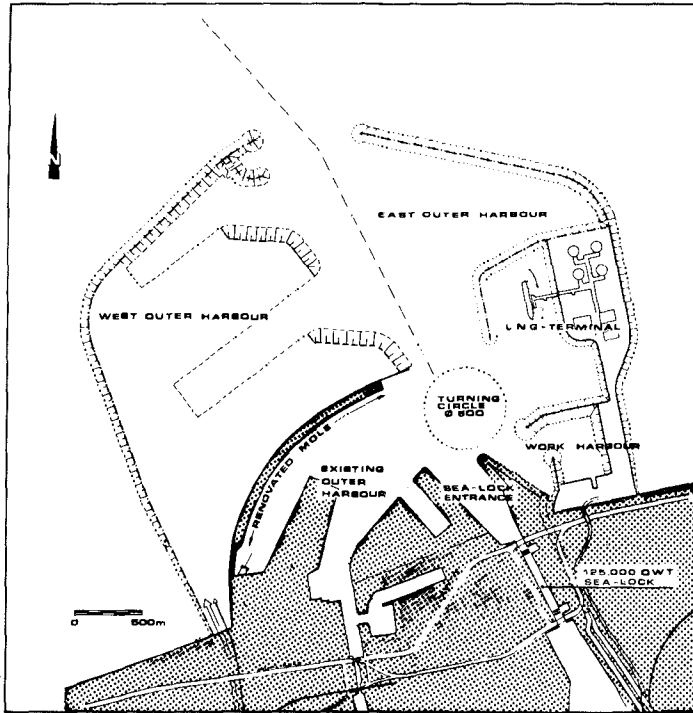 N
EAST OUTER HARBOUR
WEST OUTER HARBOUR
LNG-TERMINAL
TURNING
CIRCLE
Ø 600
WORK HARBOUR
RENOVATED MOLE
EXISTING
OUTER
HARBOUR
SEA-LOCK
ENTRANCE
125,000 DWT
SEA-LOCK
0 500m